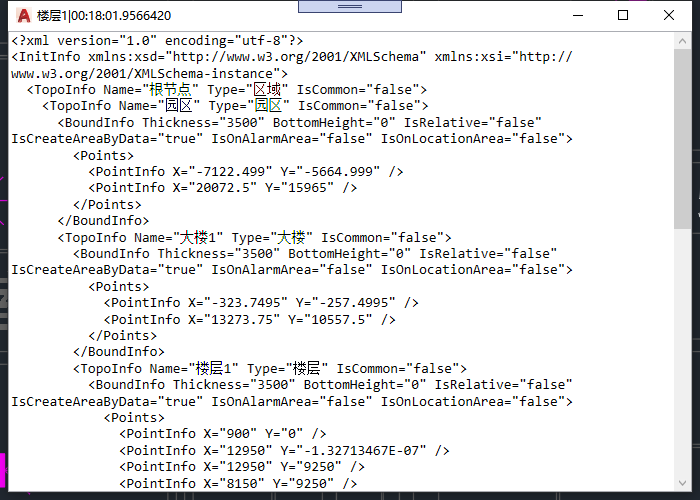 楼层1|00:18:01.9566420
<?xml version="1.0" encoding="utf-8"?>
<InitInfo xmlns:xsd="http://www.w3.org/2001/XMLSchema" xmlns:xsi="http://
www.w3.org/2001/XMLSchema-instance">
<TopoInfo Name="根节点" Type="区域" IsCommon="false">
<TopoInfo Name="园区" Type="园区" IsCommon="false">
<BoundInfo Thickness="3500" BottomHeight="0" IsRelative="false"
IsCreateAreaByData="true" IsOnAlarmArea="false" IsOnLocationArea="false">
<Points>
<PointInfo X="-7122.499" Y="-5664.999" />
<PointInfo X="20072.5" Y="15965" />
</Points>
</BoundInfo>
<TopoInfo Name="大楼1" Type="大楼" IsCommon="false">
<BoundInfo Thickness="3500" BottomHeight="0" IsRelative="false"
IsCreateAreaByData="true" IsOnAlarmArea="false" IsOnLocationArea="false">
<Points>
<PointInfo X="-323.7495" Y="-257.4995" />
<PointInfo X="13273.75" Y="10557.5" />
</Points>
</BoundInfo>
<TopoInfo Name="楼层1" Type="楼层" IsCommon="false">
<BoundInfo Thickness="3500" BottomHeight="0" IsRelative="false"
IsCreateAreaByData="true" IsOnAlarmArea="false" IsOnLocationArea="false">
<Points>
<PointInfo X="900" Y="0" />
<PointInfo X="12950" Y="-1.32713467E-07" />
<PointInfo X="12950" Y="9250" />
<PointInfo X="8150" Y="9250" />